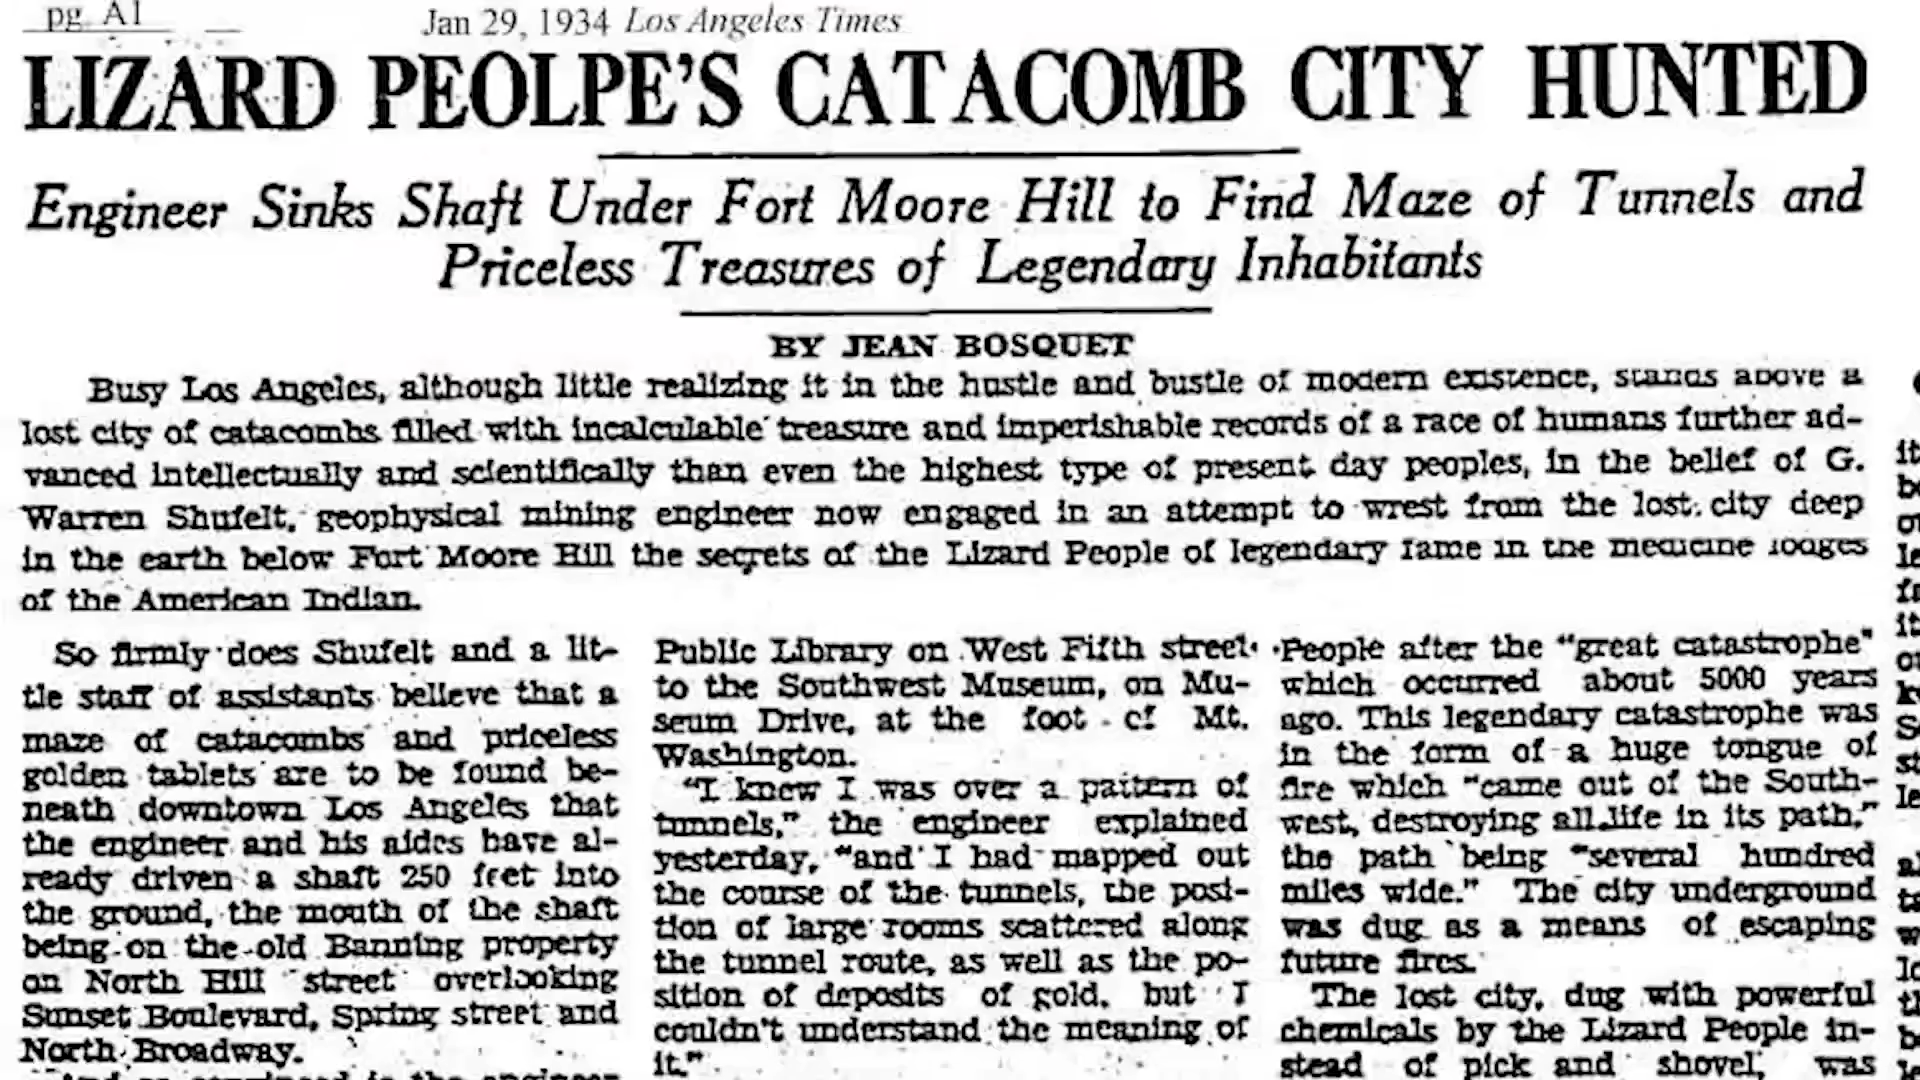 pg. A1
Jan 29, 1934 Los Angeles Times
LIZARD PEOLPE'S CATACOMB CITY HUNTED
Engineer Sinks Shaft Under Fort Moore Hill to Find Maze of Tunnels and
Priceless Treasures of Legendary Inhabitants
BY JEAN BOSQUET
Busy Los Angeles, although little realizing it in the hustle and bustle of modern existence, stands above a
lost city of catacombs filled with incalculable treasure and imperishable records of a race of humans further ad-
vanced intellectually and scientifically than even the highest type of present day peoples, in the belief of G.
Warren Shufelt, geophysical mining engineer now engaged in an attempt to wrest from the lost city deep
in the earth below Fort Moore Hill the secrets of the Lizard People of legendary fame in the medicine lodges
of the American Indian.
So firmly does Shufelt and a lit-
tle staff of assistants believe that a
maze of catacombs and priceless
golden tablets are to be found be-
neath downtown Los Angeles that
the engineer and his aides have al-
ready driven a shaft 250 feet into
the ground, the mouth of the shaft
being on the old Banning property
on North Hill street overlooking
Sunset Boulevard, Spring street and
North Broadway.
Public Library on West Fifth street
to the Southwest Museum, on Mu-
seum Drive, at the foot of Mt.
Washington.
"I knew I was over a pattern of
tunnels," the engineer explained
yesterday, "and I had mapped out
the course of the tunnels, the posi-
tion of large rooms scattered along
the tunnel route, as well as the po-
sition of deposits of gold, but I
couldn't understand the meaning of
it."
People after the "great catastrophe"
which occurred about 5000 years
ago. This legendary catastrophe was
in the form of a huge tongue of
fire which "came out of the South-
west, destroying all life in its path,"
the path being "several hundred
miles wide." The city underground
was dug as a means of escaping
future fires.
The lost city, dug with powerful
chemicals by the Lizard People in-
stead of pick and shovel, was